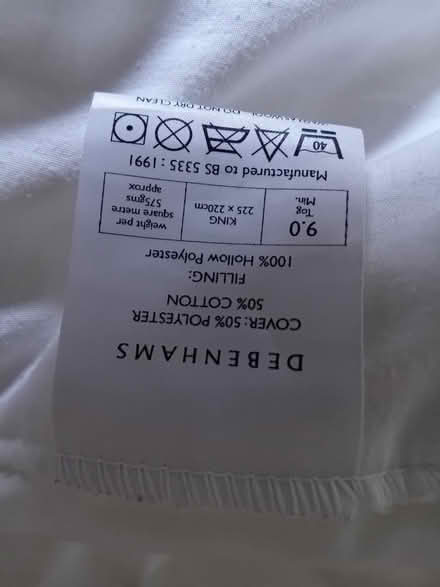 DEBENHAMS
COVER: 50% POLYESTER
50% COTTON
FILLING:
100% Hollow Polyester
9.0
Tog
Min.
KING
225 x 220cm
weight per
square metre
575gms
approx
Manufactured to BS 5335 : 1991
40
WOOL - DO NOT DRY CLEAN